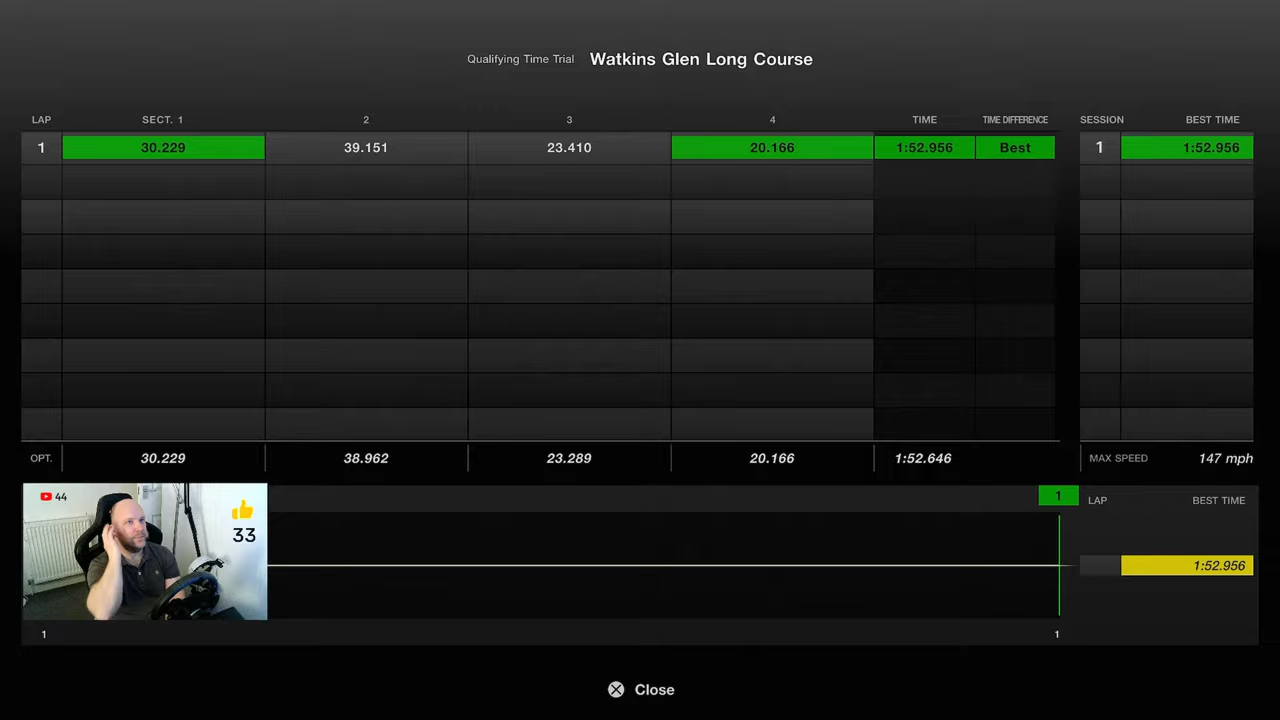 Qualifying Time Trial Watkins Glen Long Course
LAP SECT. 1 2 3 4 TIME TIME DIFFERENCE SESSION BEST TIME
1 30.229 39.151 23.410 20.166 1:52.956 Best 1 1:52.956
OPT. 30.229 38.962 23.289 20.166 1:52.646 MAX SPEED 147 mph
44
33
1 LAP BEST TIME
1:52.956
1 1
Close